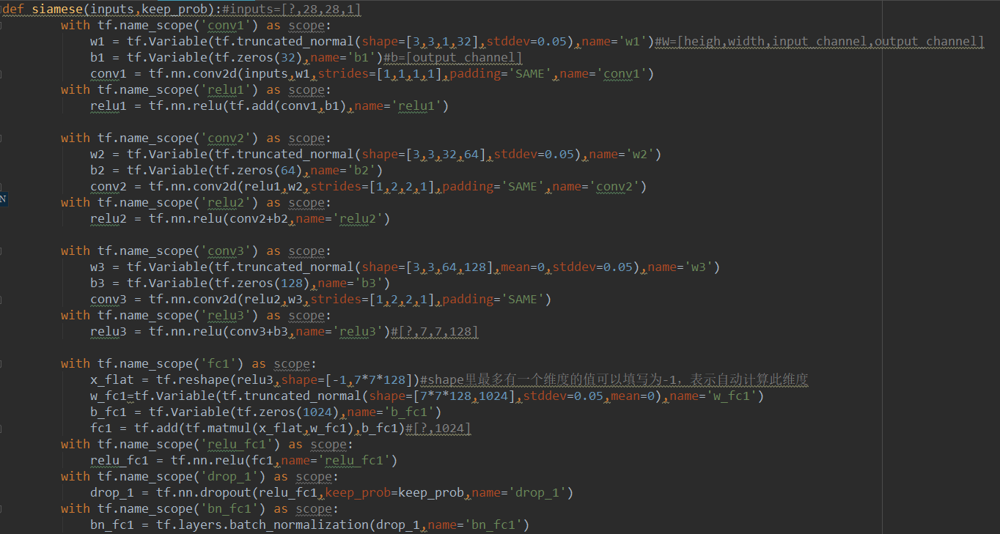 def siamese(inputs,keep_prob):#inputs=[?,28,28,1]
with tf.name_scope('conv1') as scope:
w1 = tf.Variable(tf.truncated_normal(shape=[3,3,1,32],stddev=0.05),name='w1')#W=[heigh,width,input_channel,output_channel]
b1 = tf.Variable(tf.zeros(32),name='b1')#b=[output_channel]
conv1 = tf.nn.conv2d(inputs,w1,strides=[1,1,1,1],padding='SAME',name='conv1')
with tf.name_scope('relu1') as scope:
relu1 = tf.nn.relu(tf.add(conv1,b1),name='relu1')
with tf.name_scope('conv2') as scope:
w2 = tf.Variable(tf.truncated_normal(shape=[3,3,32,64],stddev=0.05),name='w2')
b2 = tf.Variable(tf.zeros(64),name='b2')
conv2 = tf.nn.conv2d(relu1,w2,strides=[1,2,2,1],padding='SAME',name='conv2')
N
with tf.name_scope('relu2') as scope:
relu2 = tf.nn.relu(conv2+b2,name='relu2')
with tf.name_scope('conv3') as scope:
w3 = tf.Variable(tf.truncated_normal(shape=[3,3,64,128],mean=0,stddev=0.05),name='w3')
b3 = tf.Variable(tf.zeros(128),name='b3')
conv3 = tf.nn.conv2d(relu2,w3,strides=[1,2,2,1],padding='SAME')
with tf.name_scope('relu3') as scope:
relu3 = tf.nn.relu(conv3+b3,name='relu3')#[?,7,7,128]
with tf.name_scope('fc1') as scope:
x_flat = tf.reshape(relu3,shape=[-1,7*7*128])#shape里最多有一个维度的值可以填写为-1，表示自动计算此维度
w_fc1=tf.Variable(tf.truncated_normal(shape=[7*7*128,1024],stddev=0.05,mean=0),name='w_fc1')
b_fc1 = tf.Variable(tf.zeros(1024),name='b_fc1')
fc1 = tf.add(tf.matmul(x_flat,w_fc1),b_fc1)#[?,1024]
with tf.name_scope('relu_fc1') as scope:
relu_fc1 = tf.nn.relu(fc1,name='relu_fc1')
with tf.name_scope('drop_1') as scope:
drop_1 = tf.nn.dropout(relu_fc1,keep_prob=keep_prob,name='drop_1')
with tf.name_scope('bn_fc1') as scope:
bn_fc1 = tf.layers.batch_normalization(drop_1,name='bn_fc1')